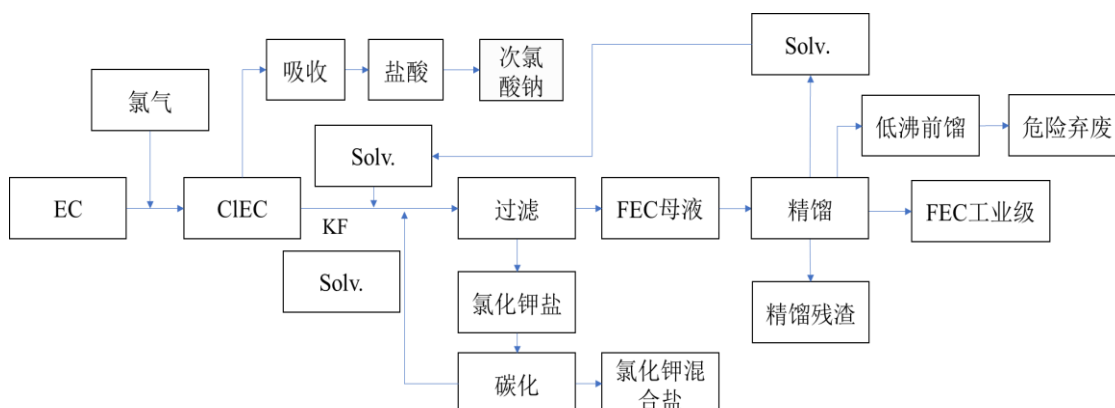 Solv.
吸收
盐酸
次氯
酸钠
氯气
低沸前馏
危险弃废
Solv.
EC
ClEC
过滤
FEC母液
精馏
FEC工业级
KF
Solv.
氯化钾盐
精馏残渣
碳化
氯化钾混
合盐